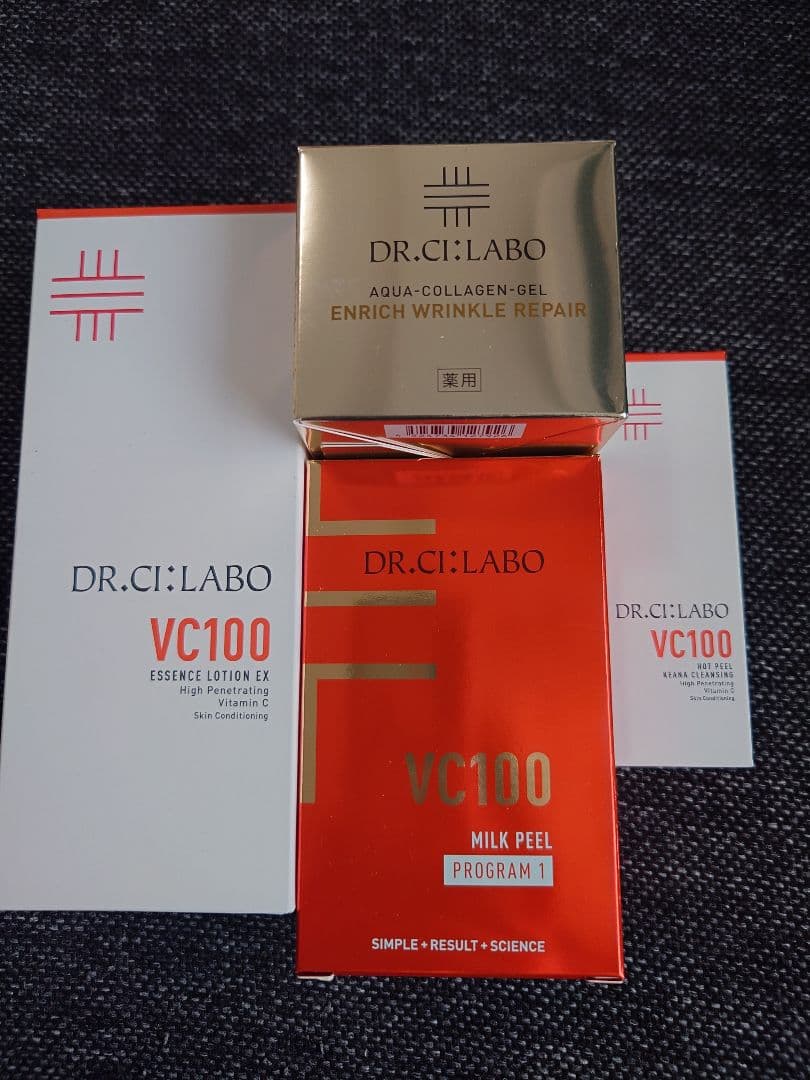 DR.CI:LABO
AQUA-COLLAGEN-GEL
ENRICH WRINKLE REPAIR
薬用
DR.CI:LABO
VC100
ESSENCE LOTION EX
High Penetrating
Vitamin C
Skin Conditioning
DR.CI:LABO
VC100
MILK PEEL
PROGRAM 1
SIMPLE + RESULT + SCIENCE
DR.CI:LABO
VC100
HOT PEEL
KEANA CLEANSING
High Penetrating
Vitamin C
Skin Conditioning